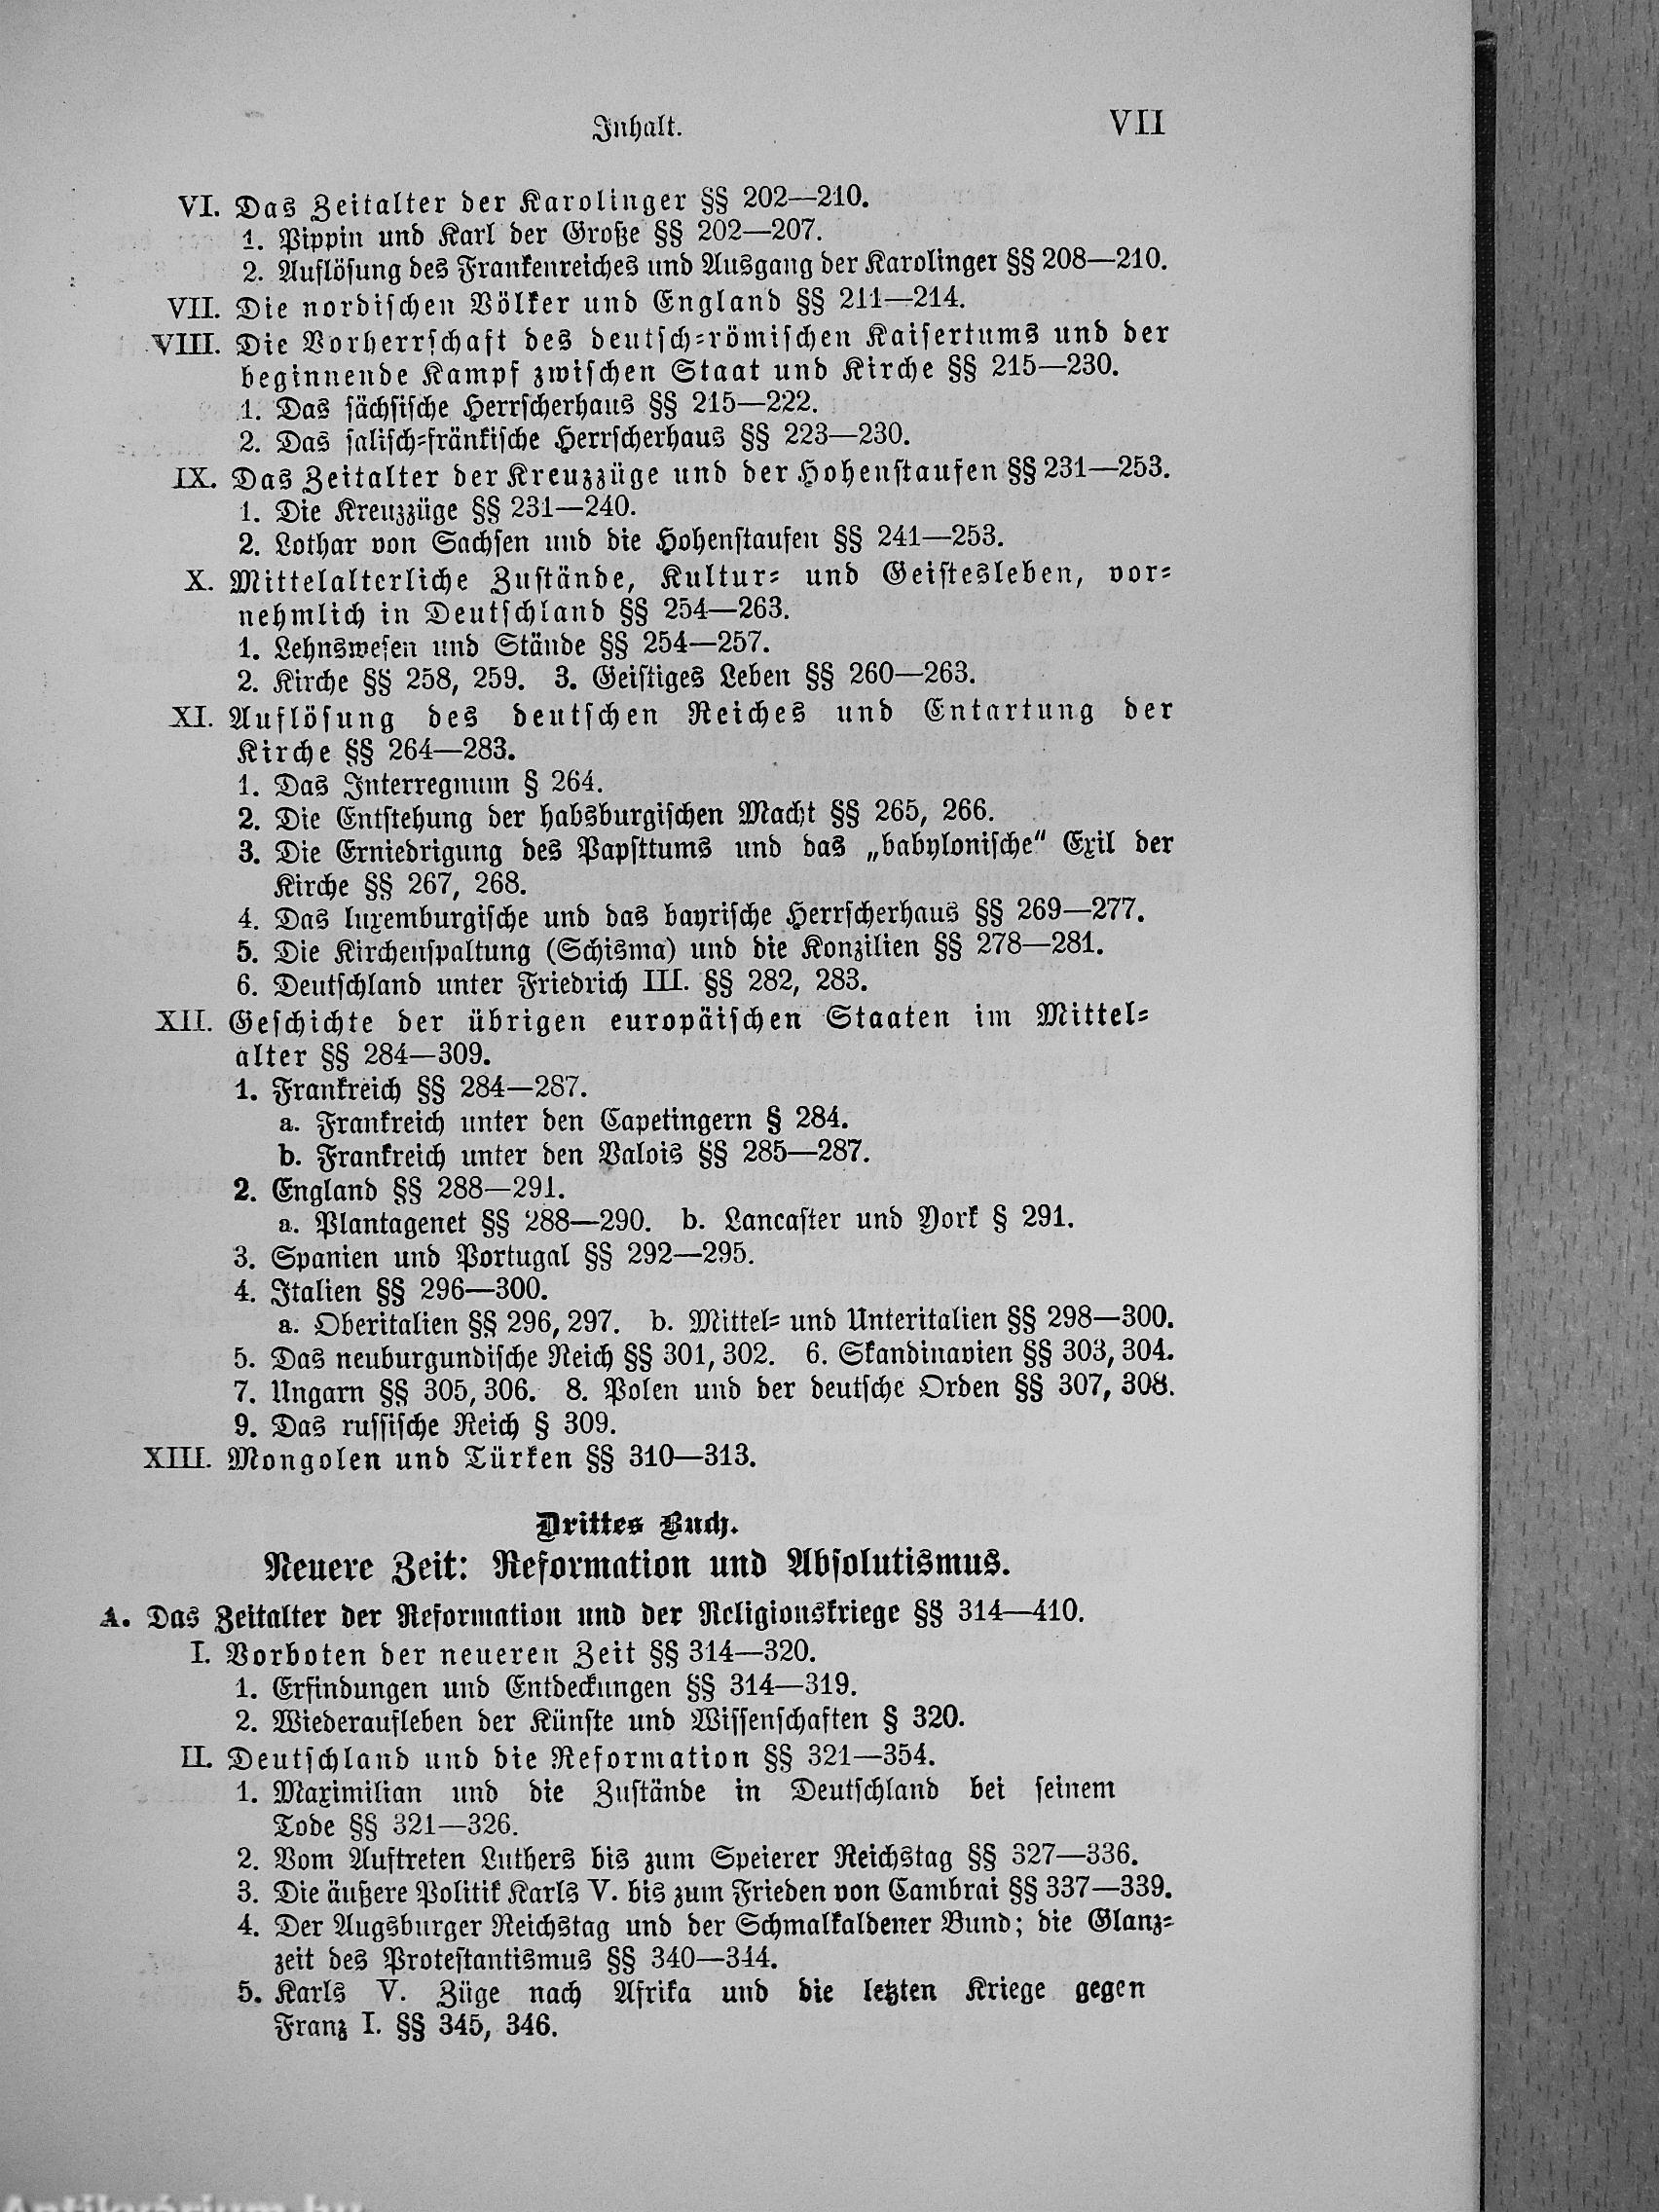 Inhalt. VII
VI. Das Zeitalter der Karolinger §§ 202—210.
1. Pippin und Karl der Große §§ 202—207.
2. Auflösung des Frankenreiches und Ausgang der Karolinger §§ 208—210.
VII. Die nordischen Völker und England §§ 211—214.
VIII. Die Vorherrschaft des deutsch-römischen Kaisertums und der
beginnende Kampf zwischen Staat und Kirche §§ 215—230.
1. Das sächsische Herrscherhaus §§ 215—222.
2. Das salisch-fränkische Herrscherhaus §§ 223—230.
IX. Das Zeitalter der Kreuzzüge und der Hohenstaufen §§ 231—253.
1. Die Kreuzzüge §§ 231—240.
2. Lothar von Sachsen und die Hohenstaufen §§ 241—253.
X. Mittelalterliche Zustände, Kultur- und Geistesleben, vor-
nehmlich in Deutschland §§ 254—263.
1. Lehnswesen und Stände §§ 254—257.
2. Kirche §§ 258, 259. 3. Geistiges Leben §§ 260—263.
XI. Auflösung des deutschen Reiches und Entartung der
Kirche §§ 264—283.
1. Das Interregnum § 264.
2. Die Entstehung der habsburgischen Macht §§ 265, 266.
3. Die Erniedrigung des Papsttums und das „babylonische“ Exil der
Kirche §§ 267, 268.
4. Das luxemburgische und das bayrische Herrscherhaus §§ 269—277.
5. Die Kirchenspaltung (Schisma) und die Konzilien §§ 278—281.
6. Deutschland unter Friedrich III. §§ 282, 283.
XII. Geschichte der übrigen europäischen Staaten im Mittel-
alter §§ 284—309.
1. Frankreich §§ 284—287.
a. Frankreich unter den Capetingern § 284.
b. Frankreich unter den Valois §§ 285—287.
2. England §§ 288—291.
a. Plantagenet §§ 288—290. b. Lancaster und York § 291.
3. Spanien und Portugal §§ 292—295.
4. Italien §§ 296—300.
a. Oberitalien §§ 296, 297. b. Mittel- und Unteritalien §§ 298—300.
5. Das neuburgundische Reich §§ 301, 302. 6. Skandinavien §§ 303, 304.
7. Ungarn §§ 305, 306. 8. Polen und der deutsche Orden §§ 307, 308.
9. Das russische Reich § 309.
XIII. Mongolen und Türken §§ 310—313.
Drittes Buch.
Neuere Zeit: Reformation und Absolutismus.
A. Das Zeitalter der Reformation und der Religionskriege §§ 314—410.
I. Vorboten der neueren Zeit §§ 314—320.
1. Erfindungen und Entdeckungen §§ 314—319.
2. Wiederaufleben der Künste und Wissenschaften § 320.
II. Deutschland und die Reformation §§ 321—354.
1. Maximilian und die Zustände in Deutschland bei seinem
Tode §§ 321—326.
2. Vom Auftreten Luthers bis zum Speierer Reichstag §§ 327—336.
3. Die äußere Politik Karls V. bis zum Frieden von Cambrai §§ 337—339.
4. Der Augsburger Reichstag und der Schmalkaldener Bund; die Glanz-
zeit des Protestantismus §§ 340—344.
5. Karls V. Züge nach Afrika und die letzten Kriege gegen
Franz I. §§ 345, 346.
Antikvárium.hu